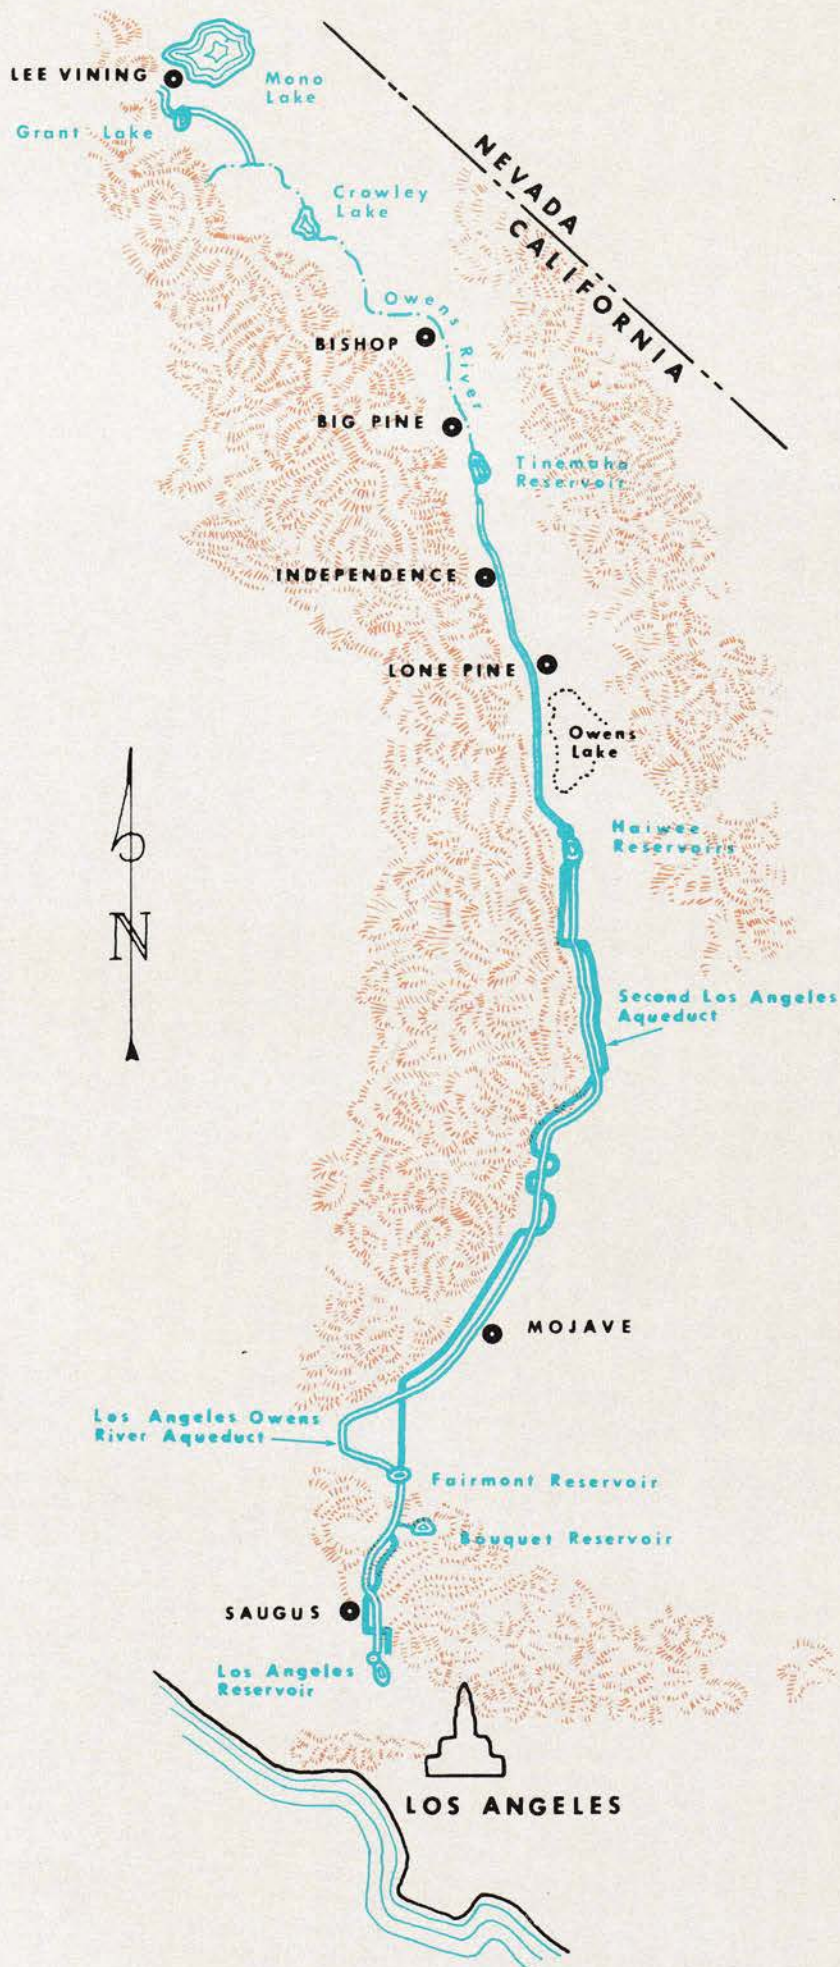 LEE VINING
Mono
Lake
Grant Lake
Crowley
Lake
NEVADA
CALIFORNIA
Owens River
BISHOP
BIG PINE
Tinemaha
Reservoir
INDEPENDENCE
LONE PINE
Owens
Lake
Haiwee
Reservoirs
N
Second Los Angeles
Aqueduct
MOJAVE
Los Angeles Owens
River Aqueduct
Fairmont Reservoir
Bouquet Reservoir
SAUGUS
Los Angeles
Reservoir
LOS ANGELES